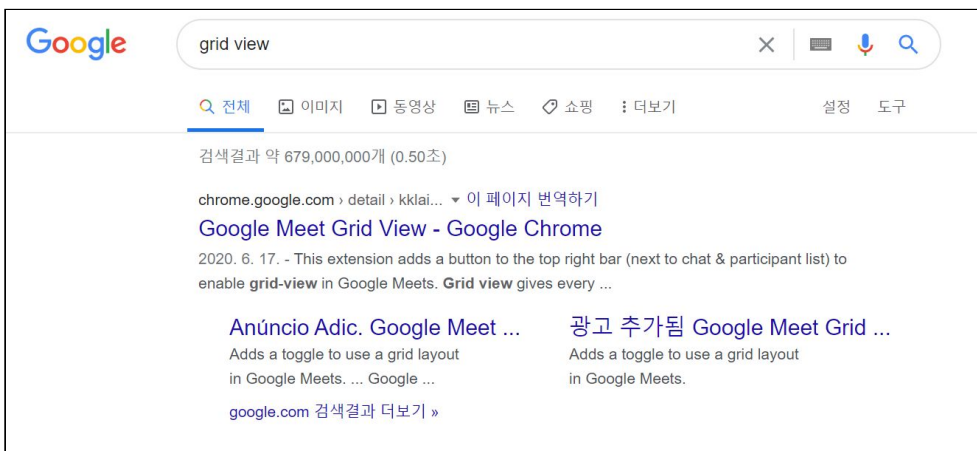 Google
grid view
전체 이미지 동영상 뉴스 쇼핑 더보기 설정 도구
검색결과 약 679,000,000개 (0.50초)
chrome.google.com › detail › kklai... ▼ 이 페이지 번역하기
Google Meet Grid View - Google Chrome
2020. 6. 17. - This extension adds a button to the top right bar (next to chat & participant list) to
enable grid-view in Google Meets. Grid view gives every ...
Anúncio Adic. Google Meet ...
Adds a toggle to use a grid layout
in Google Meets. ... Google ...
광고 추가됨 Google Meet Grid ...
Adds a toggle to use a grid layout
in Google Meets.
google.com 검색결과 더보기 »